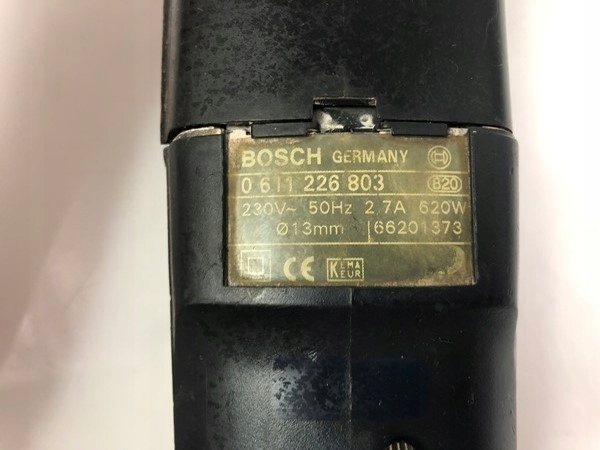 BOSCH GERMANY
0 611 226 803 820
230V~ 50Hz 2,7A 620W
Ø13mm 66201373
CE KEMA EUR